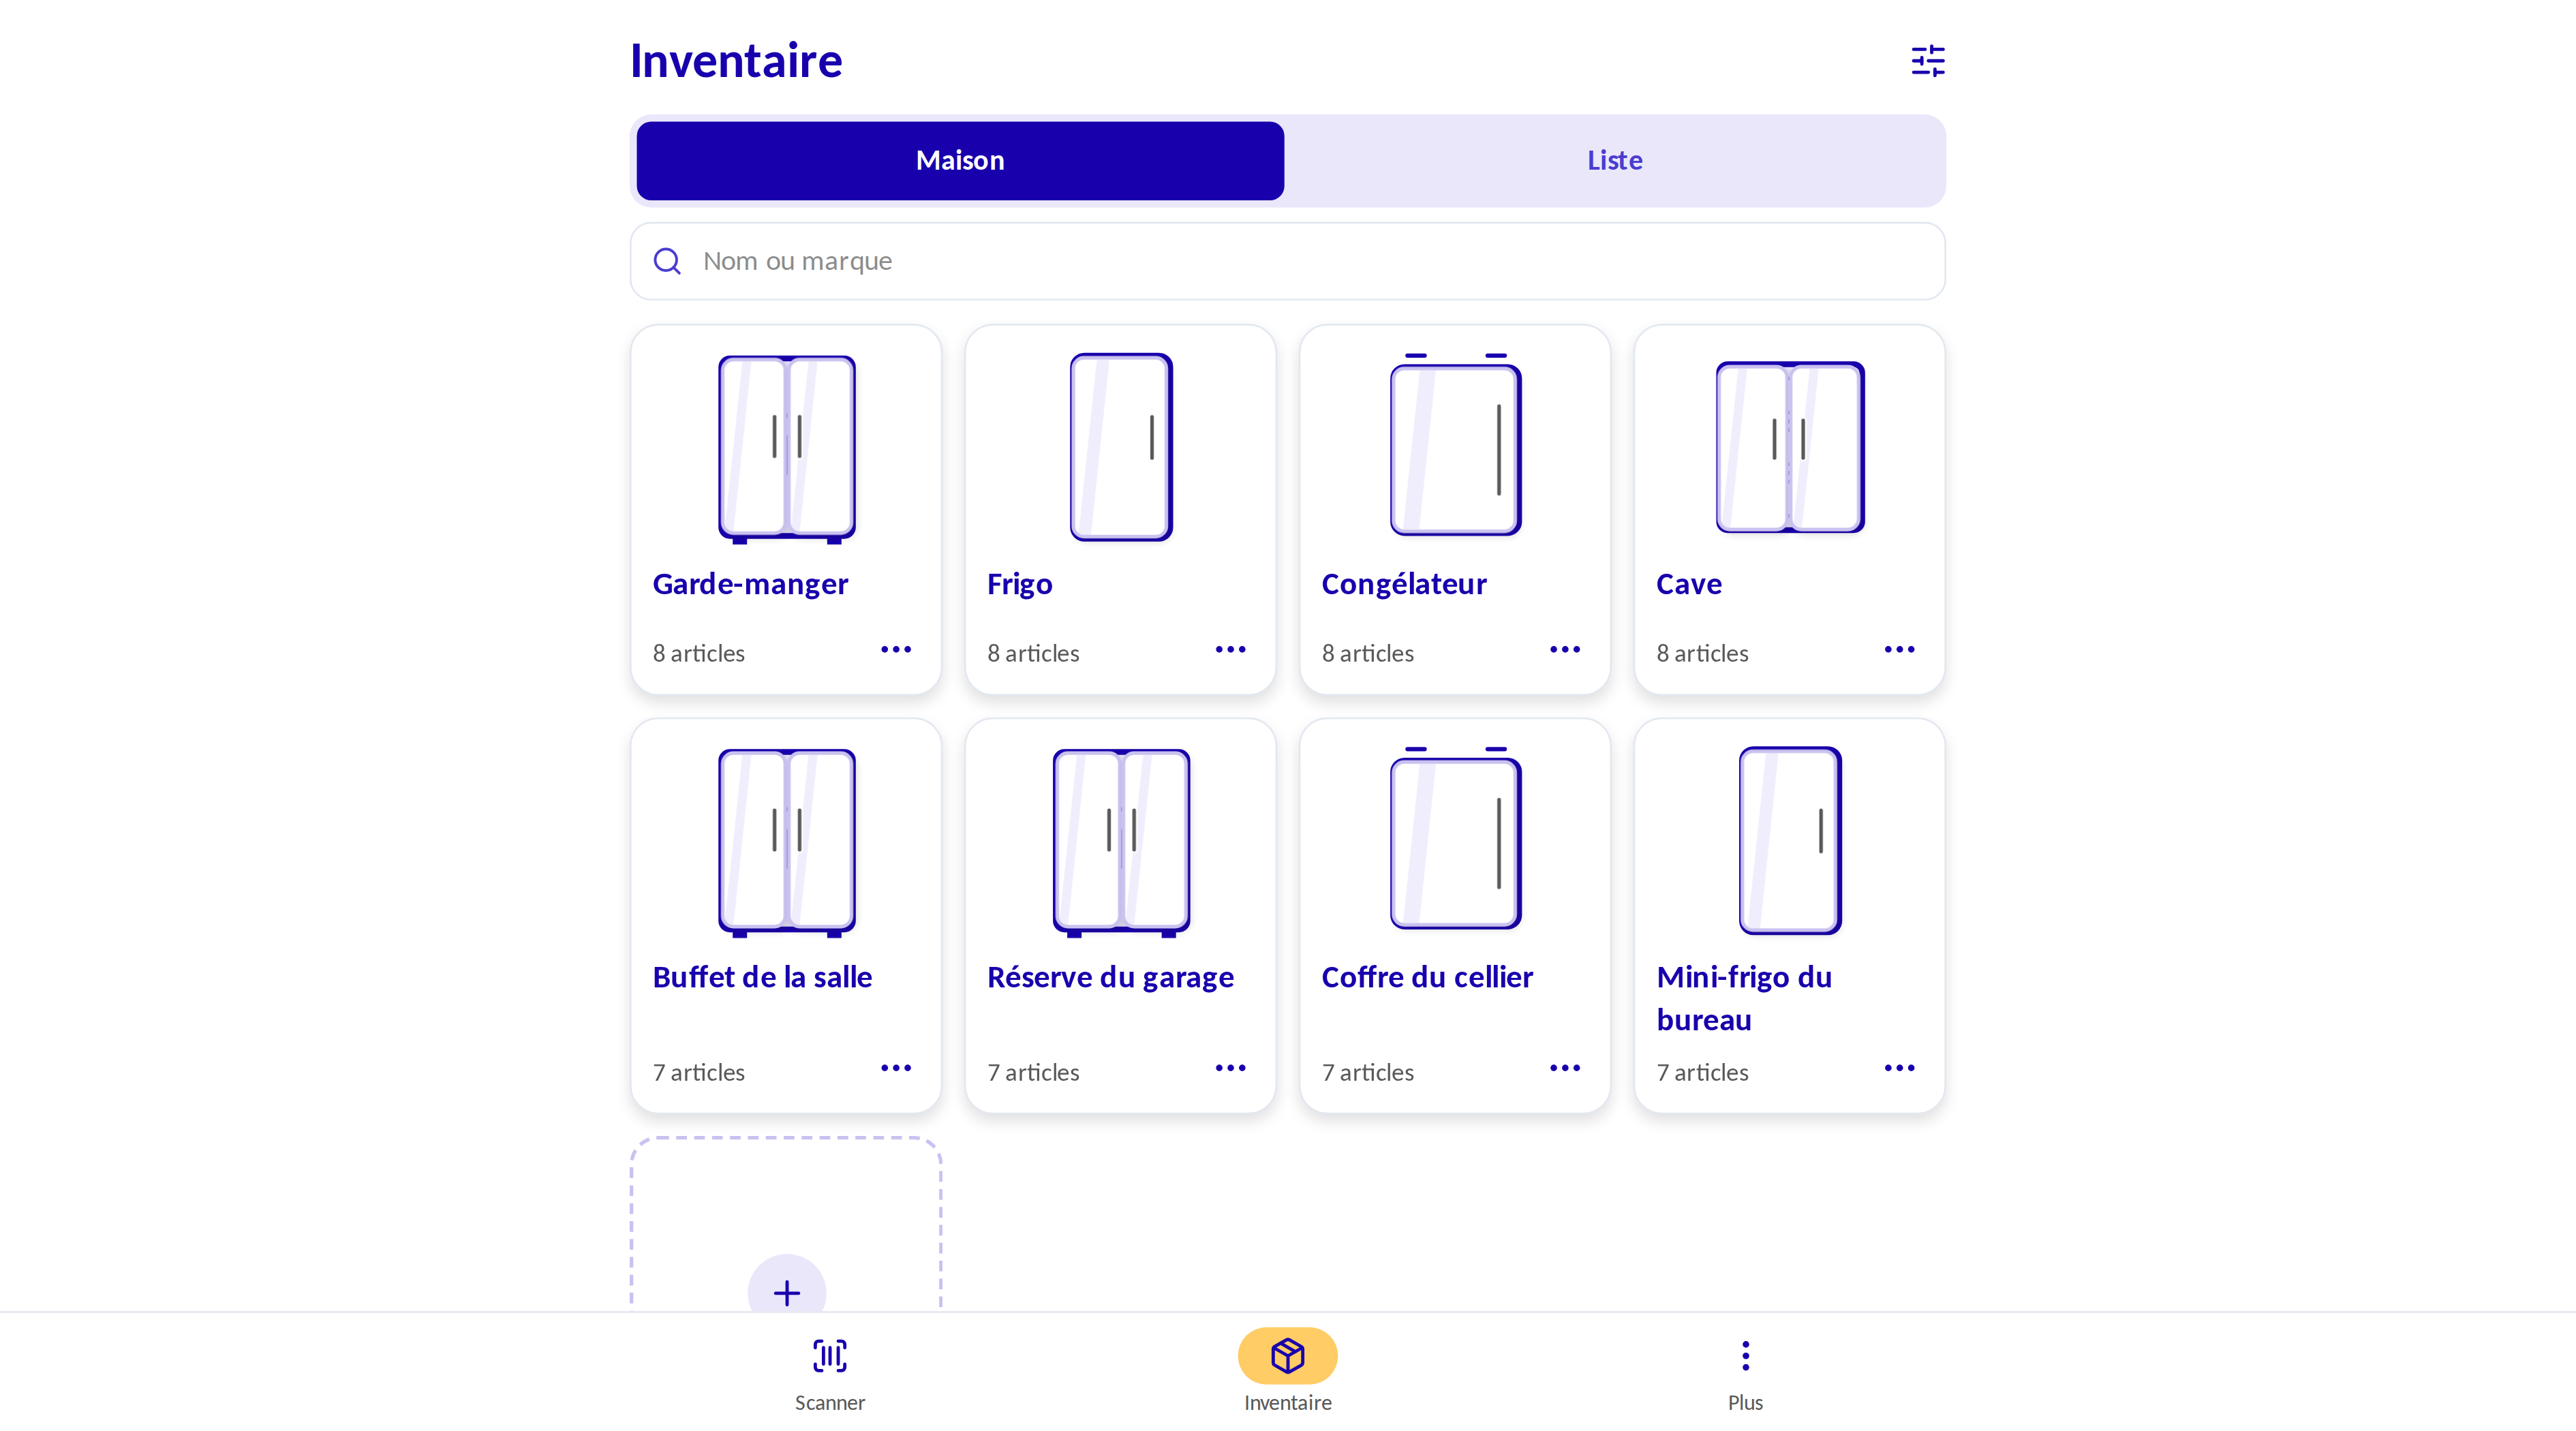 Inventaire
Maison
Liste
Nom ou marque
Garde-manger
8 articles
Frigo
8 articles
Congélateur
8 articles
Cave
8 articles
Buffet de la salle
7 articles
Réserve du garage
7 articles
Coffre du cellier
7 articles
Mini-frigo du
bureau
7 articles
Scanner
Inventaire
Plus